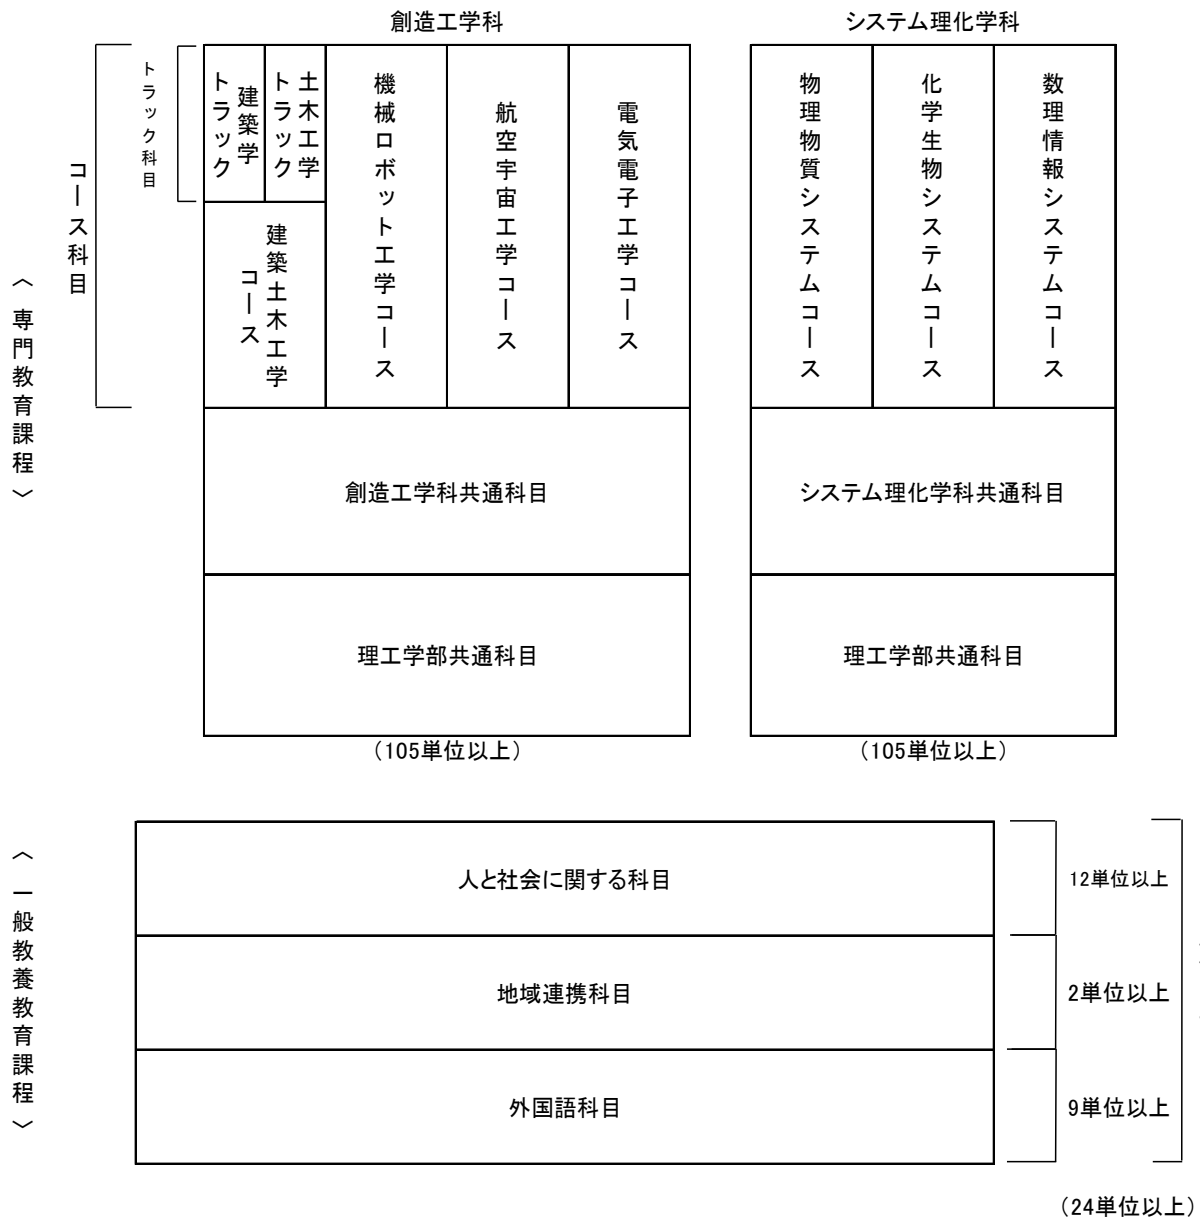 創造工学科
システム理化学科
〈 専門教育課程 〉
コース科目
トラック科目
建築学
トラック
土木工学
トラック
建築土木工学
コース
機械ロボット工学コース
航空宇宙工学コース
電気電子工学コース
物理物質システムコース
化学生物システムコース
数理情報システムコース
創造工学科共通科目
システム理化学科共通科目
理工学部共通科目
理工学部共通科目
（105単位以上）
（105単位以上）
〈 一般教養教育課程 〉
人と社会に関する科目
12単位以上
地域連携科目
2単位以上
外国語科目
9単位以上
（24単位以上）